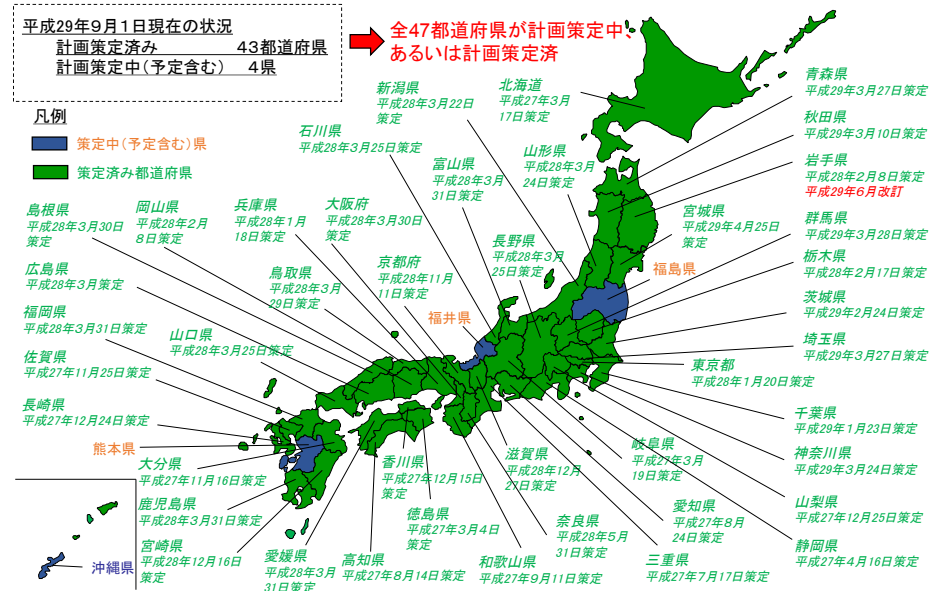 平成29年9月1日現在の状況
計画策定済み 43都道府県
計画策定中(予定含む) 4県
全47都道府県が計画策定中、
あるいは計画策定済
凡例
策定中(予定含む)県
策定済み都道府県
北海道
平成27年3月
17日策定
青森県
平成29年3月27日策定
秋田県
平成29年3月10日策定
岩手県
平成28年2月8日策定
平成29年6月改訂
新潟県
平成28年3月22日
策定
石川県
平成28年3月25日策定
富山県
平成28年3月
31日策定
山形県
平成28年3月
24日策定
宮城県
平成29年4月25日
策定
群馬県
平成29年3月28日策定
福島県
栃木県
平成28年2月17日策定
茨城県
平成29年2月24日策定
埼玉県
平成29年3月27日策定
東京都
平成28年1月20日策定
千葉県
平成29年1月23日策定
神奈川県
平成29年3月24日策定
山梨県
平成27年12月25日策定
静岡県
平成27年4月16日策定
長野県
平成28年3月
25日策定
島根県
平成28年3月30日
策定
岡山県
平成28年2月
8日策定
兵庫県
平成28年1月
18日策定
大阪府
平成28年3月30日
策定
京都府
平成28年11月
11日策定
鳥取県
平成28年3月
29日策定
福井県
広島県
平成28年3月策定
福岡県
平成28年3月31日策定
山口県
平成28年3月25日策定
佐賀県
平成27年11月25日策定
長崎県
平成27年12月24日策定
熊本県
大分県
平成27年11月16日策定
鹿児島県
平成28年3月31日策定
宮崎県
平成28年12月16日
策定
沖縄県
愛媛県
平成28年3月
31日策定
高知県
平成27年8月14日策定
香川県
平成27年12月15日
策定
徳島県
平成27年3月4日
策定
和歌山県
平成27年9月11日策定
滋賀県
平成28年12月
27日策定
奈良県
平成28年5月
31日策定
岐阜県
平成27年3月
19日策定
愛知県
平成27年8月
24日策定
三重県
平成27年7月17日策定